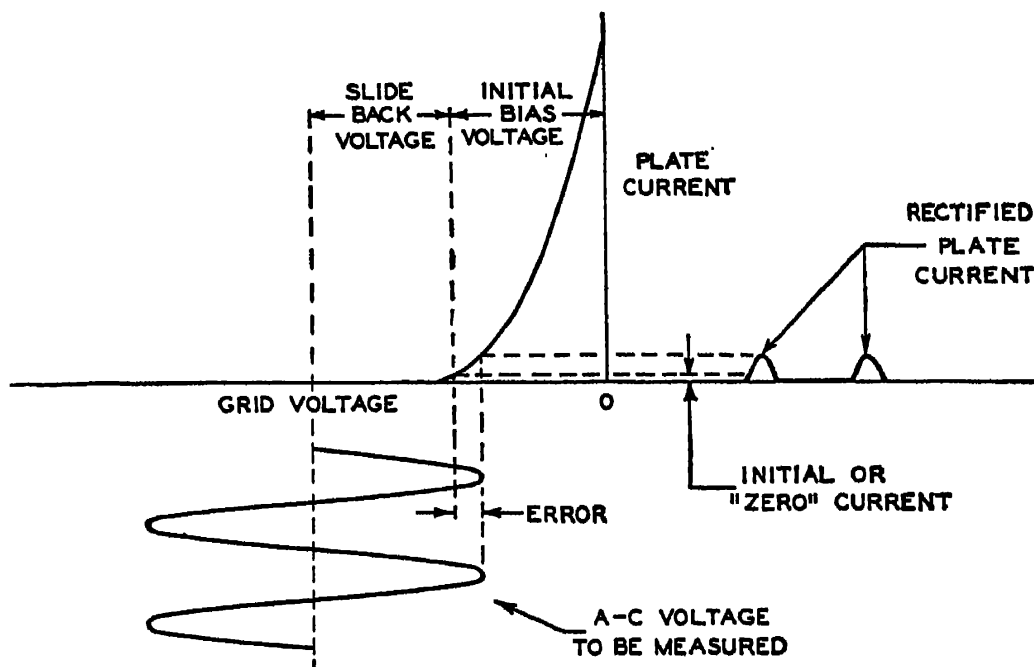 SLIDE
BACK
VOLTAGE
INITIAL
BIAS
VOLTAGE
PLATE
CURRENT
RECTIFIED
PLATE
CURRENT
GRID VOLTAGE
0
INITIAL OR
"ZERO" CURRENT
ERROR
A-C VOLTAGE
TO BE MEASURED